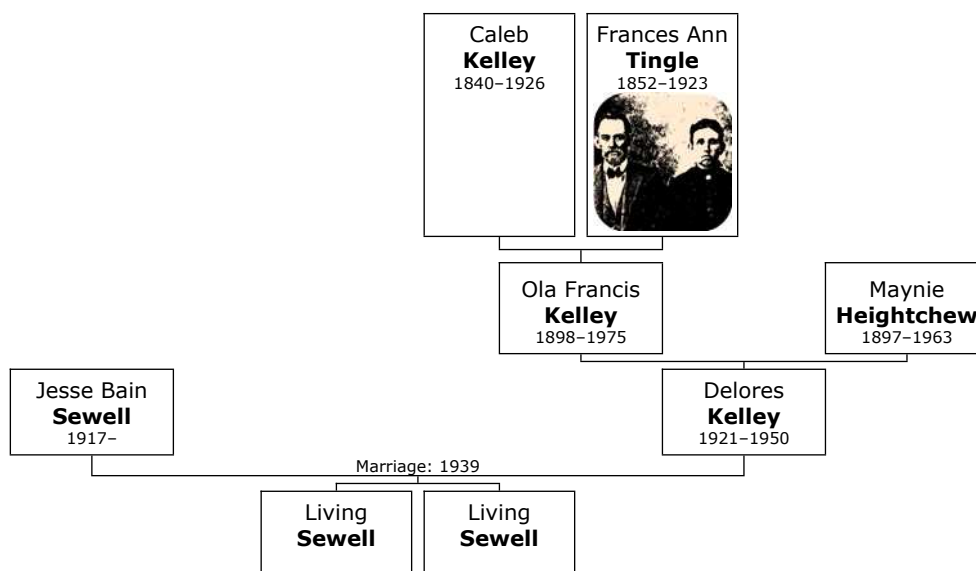 Caleb
Kelley
1840–1926
Frances Ann
Tingle
1852–1923
Ola Francis
Kelley
1898–1975
Maynie
Heightchew
1897–1963
Jesse Bain
Sewell
1917–
Delores
Kelley
1921–1950
Marriage: 1939
Living
Sewell
Living
Sewell